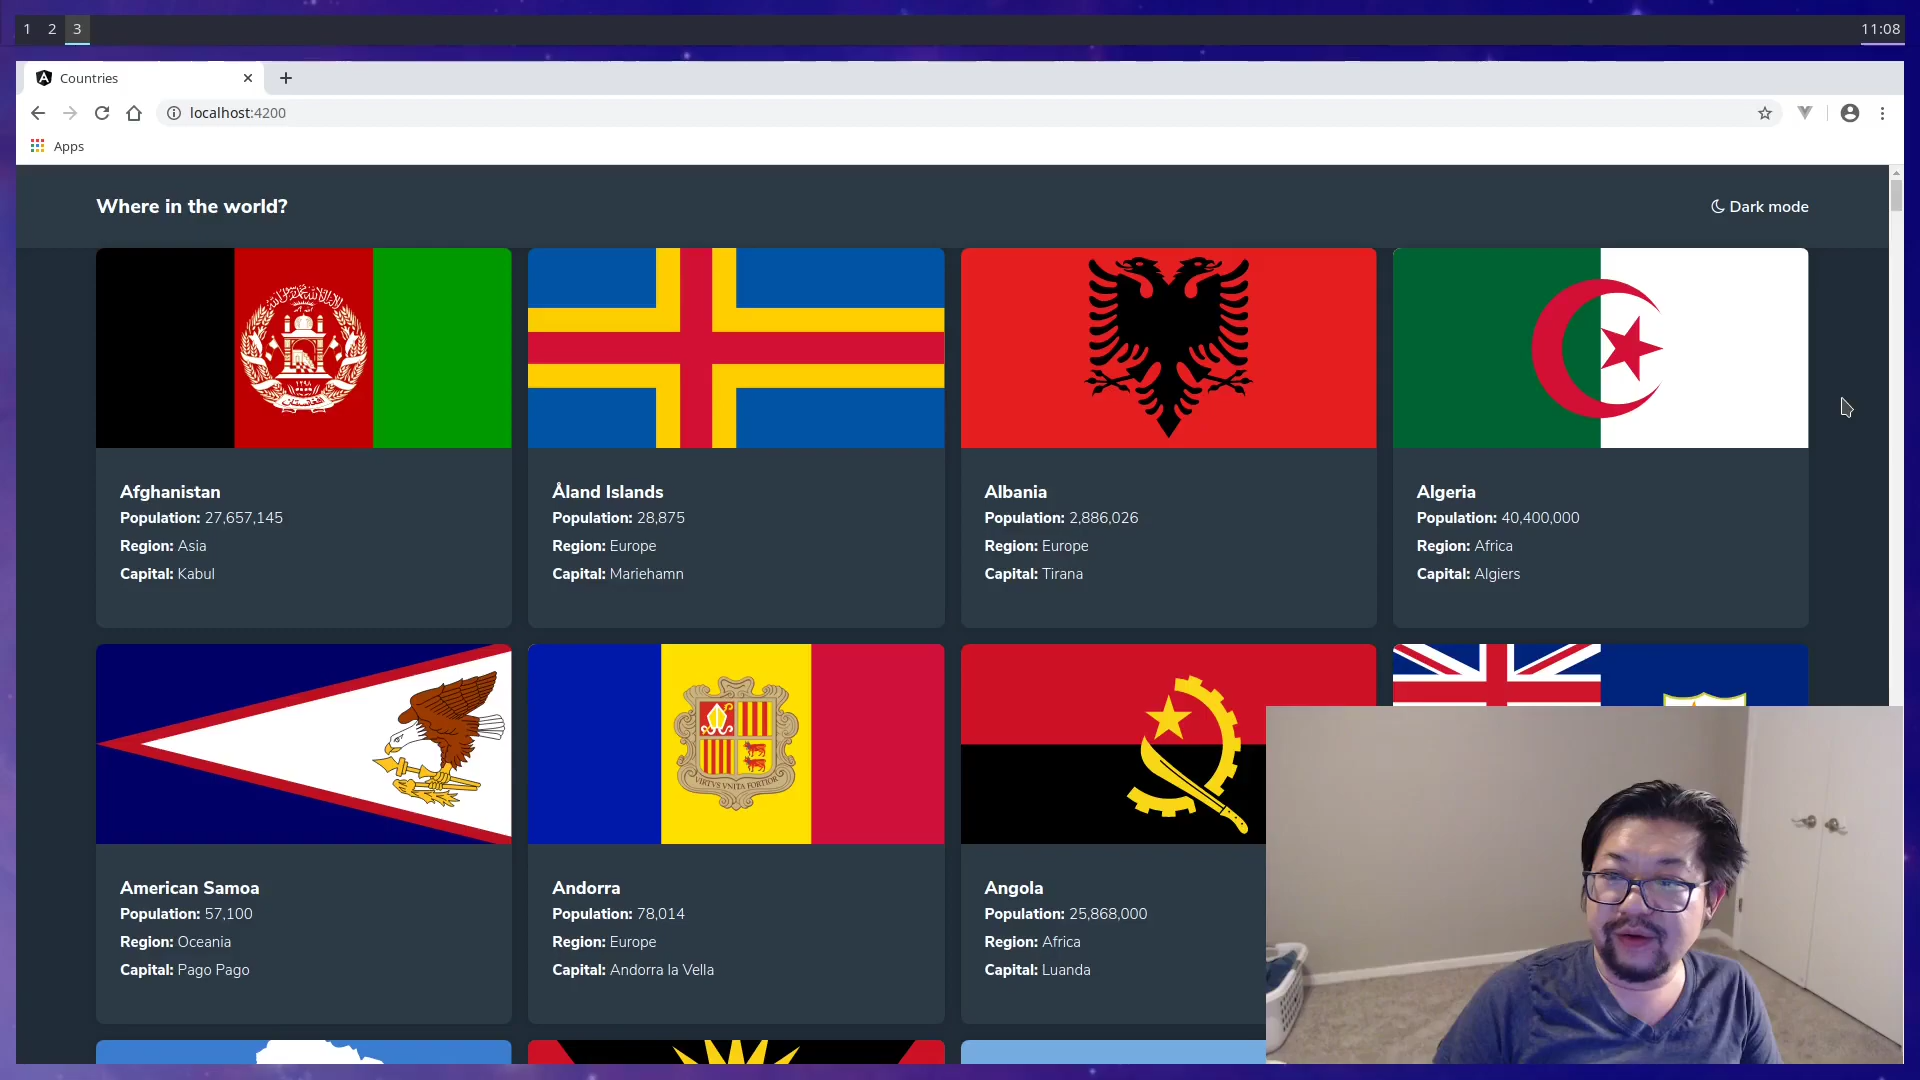 1 2 3
11:08
Countries
localhost:4200
Apps
Where in the world?
Dark mode
Afghanistan
Population: 27,657,145
Region: Asia
Capital: Kabul
Åland Islands
Population: 28,875
Region: Europe
Capital: Mariehamn
Albania
Population: 2,886,026
Region: Europe
Capital: Tirana
Algeria
Population: 40,400,000
Region: Africa
Capital: Algiers
VIRTVS VNITA FORTIOR
American Samoa
Population: 57,100
Region: Oceania
Capital: Pago Pago
Andorra
Population: 78,014
Region: Europe
Capital: Andorra la Vella
Angola
Population: 25,868,000
Region: Africa
Capital: Luanda